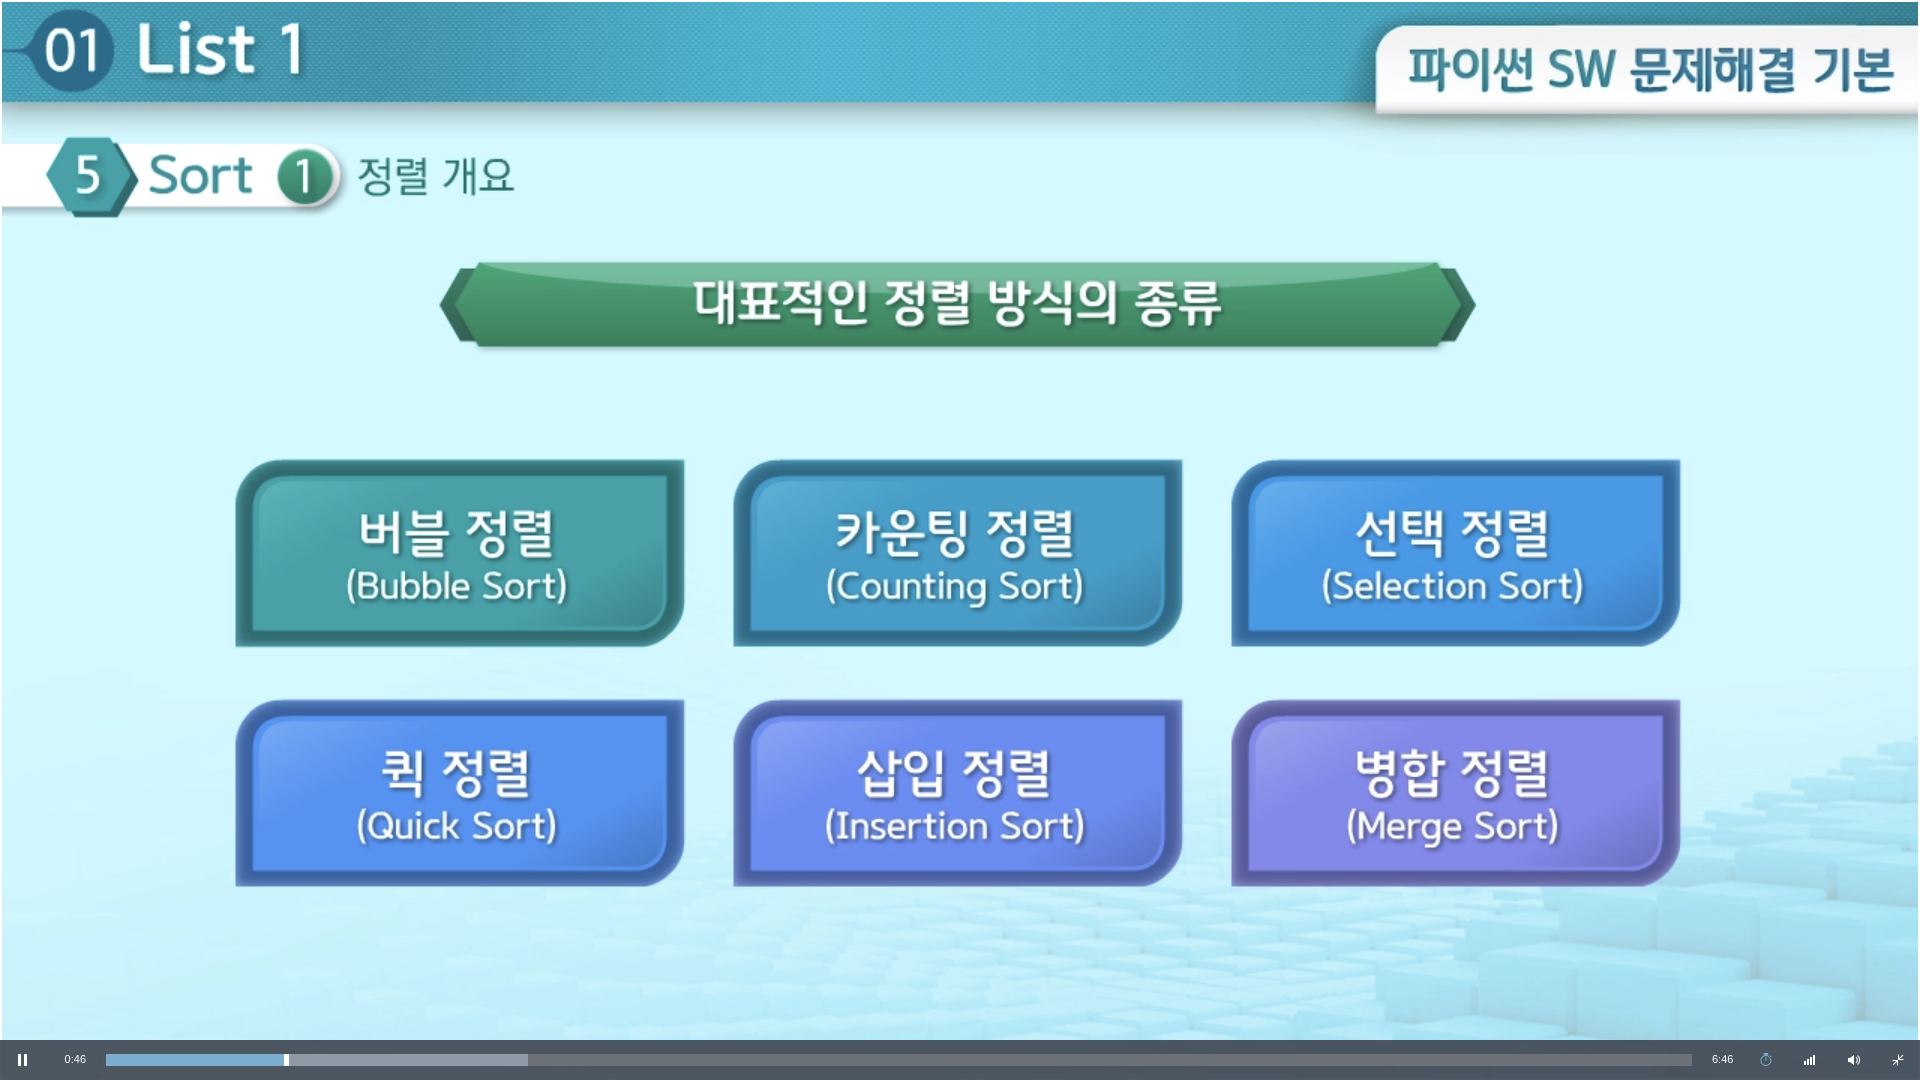 01 List 1
파이썬 SW 문제해결 기본
5 Sort 1 정렬 개요
대표적인 정렬 방식의 종류
버블 정렬
(Bubble Sort)
카운팅 정렬
(Counting Sort)
선택 정렬
(Selection Sort)
퀵 정렬
(Quick Sort)
삽입 정렬
(Insertion Sort)
병합 정렬
(Merge Sort)
0:46
6:46